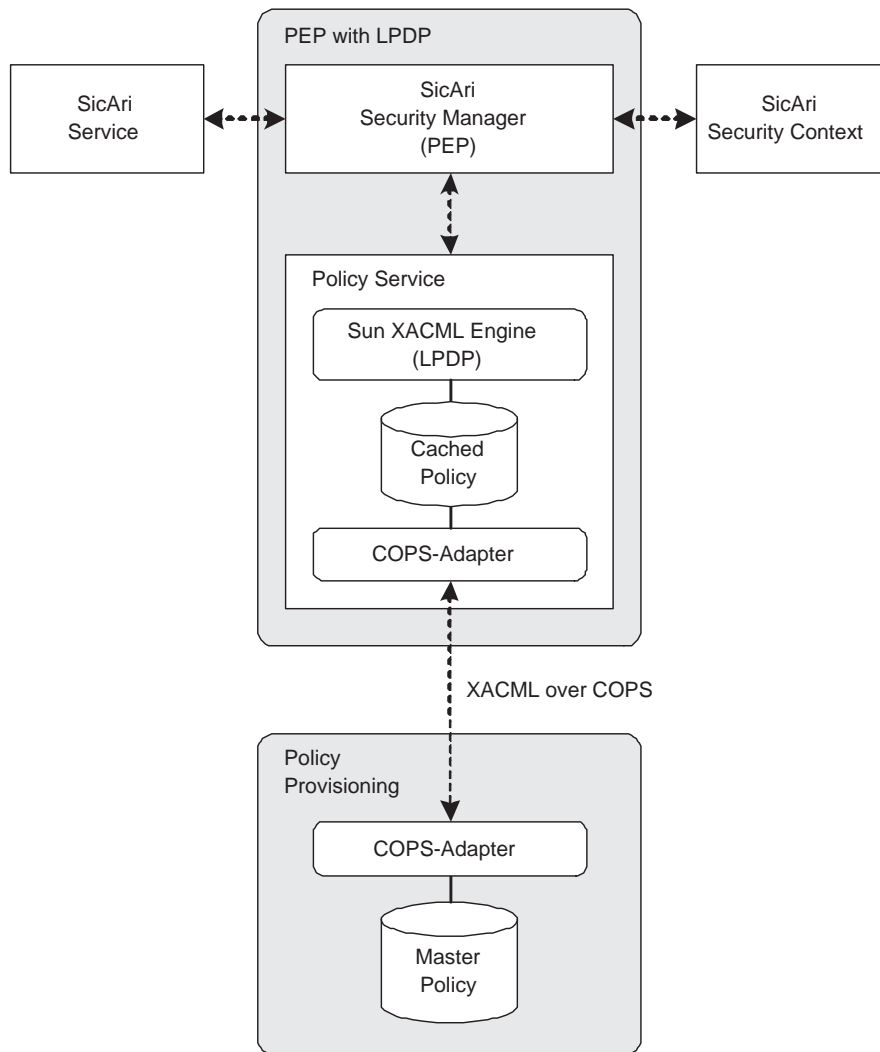 PEP with LPDP
SicAri
Service
SicAri
Security Manager
(PEP)
SicAri
Security Context
Policy Service
Sun XACML Engine
(LPDP)
Cached
Policy
COPS-Adapter
XACML over COPS
Policy
Provisioning
COPS-Adapter
Master
Policy